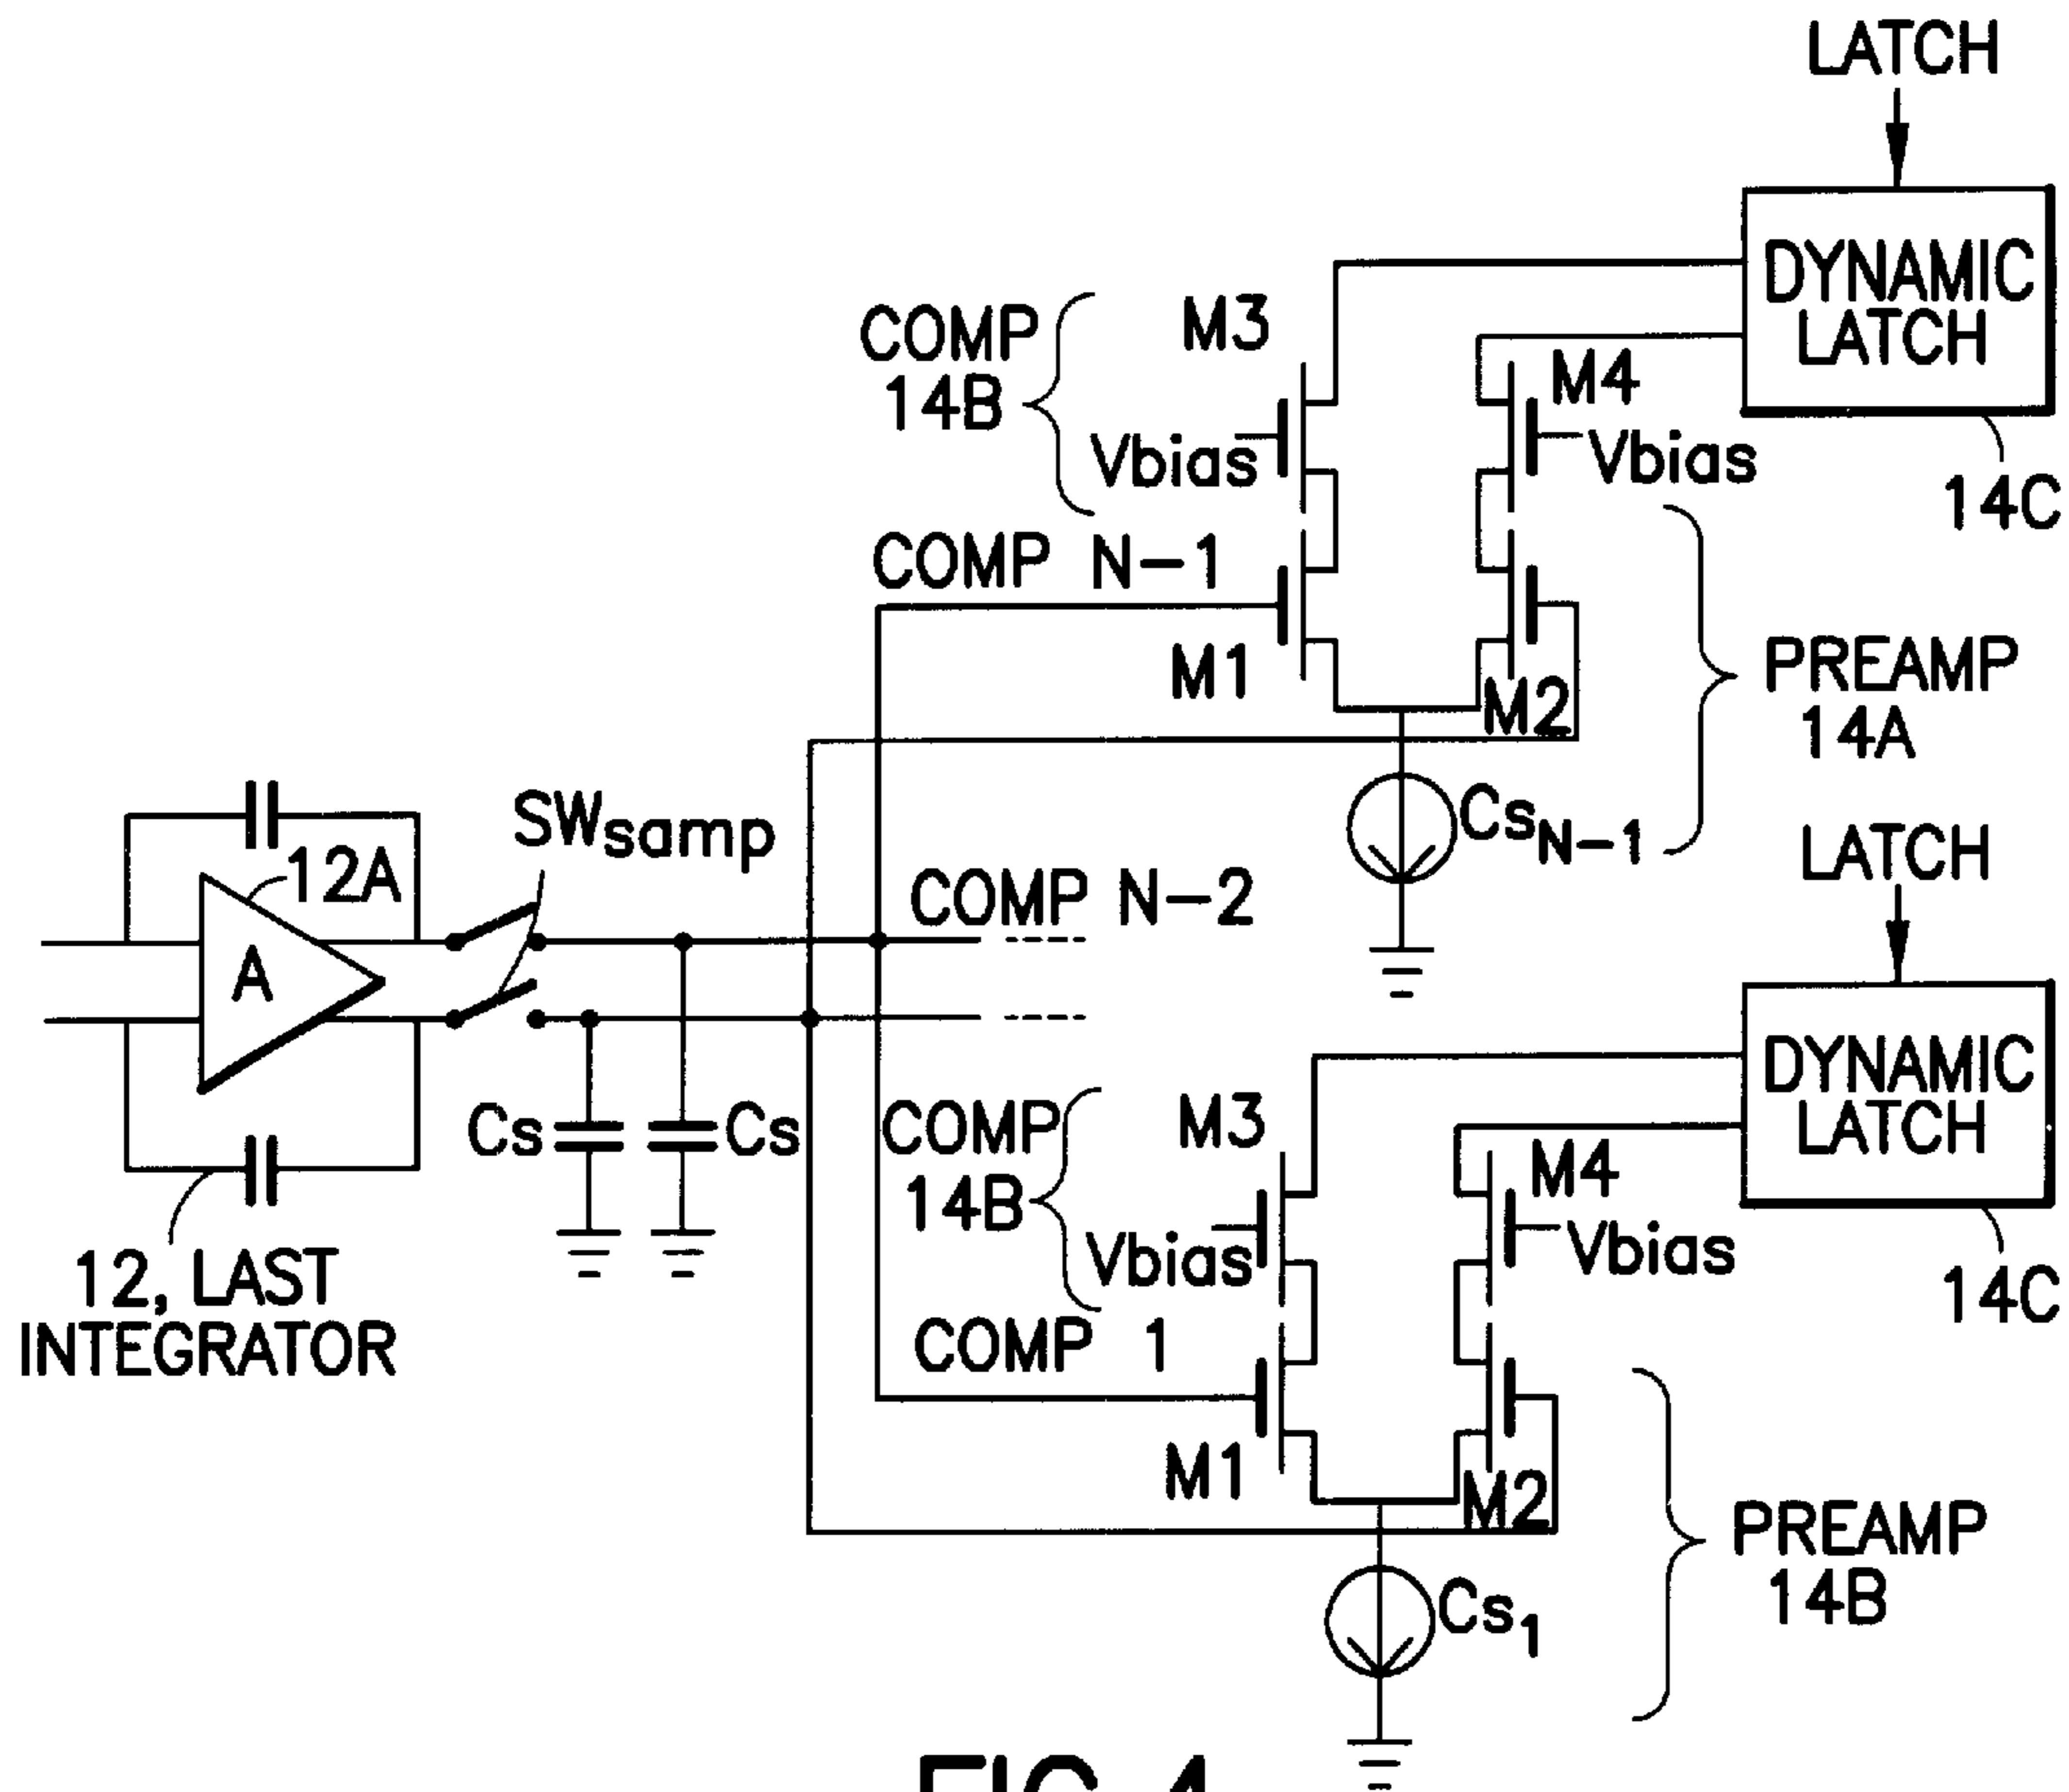 LATCH
DYNAMIC
LATCH
14C
COMP
14B
M3
M4
Vbias
Vbias
COMP N-1
M1
M2
PREAMP
14A
CsN-1
SWsamp
12A
A
COMP N-2
Cs
Cs
12, LAST
INTEGRATOR
LATCH
DYNAMIC
LATCH
14C
COMP
14B
M3
M4
Vbias
Vbias
COMP 1
M1
M2
PREAMP
14B
Cs1